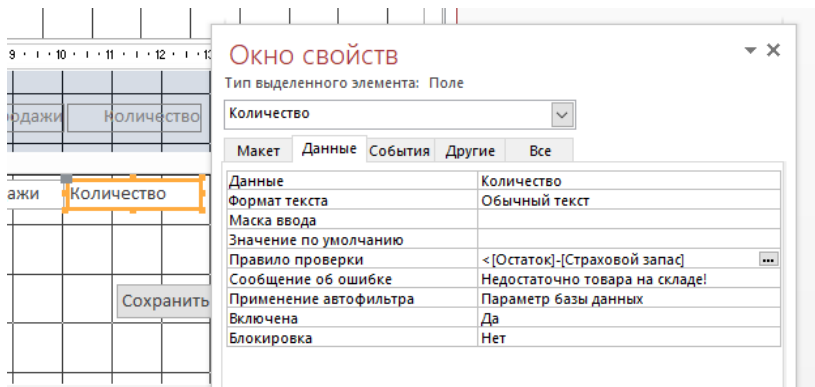 Окно свойств
Тип выделенного элемента: Поле
Количество
Макет Данные События Другие Все
Данные Количество
Формат текста Обычный текст
Маска ввода
Значение по умолчанию
Правило проверки <[Остаток]-[Страховой запас] ...
Сообщение об ошибке Недостаточно товара на складе!
Применение автофильтра Параметр базы данных
Включена Да
Блокировка Нет
9 10 11 12 13
одажи Количество
ажи Количество
Сохранить